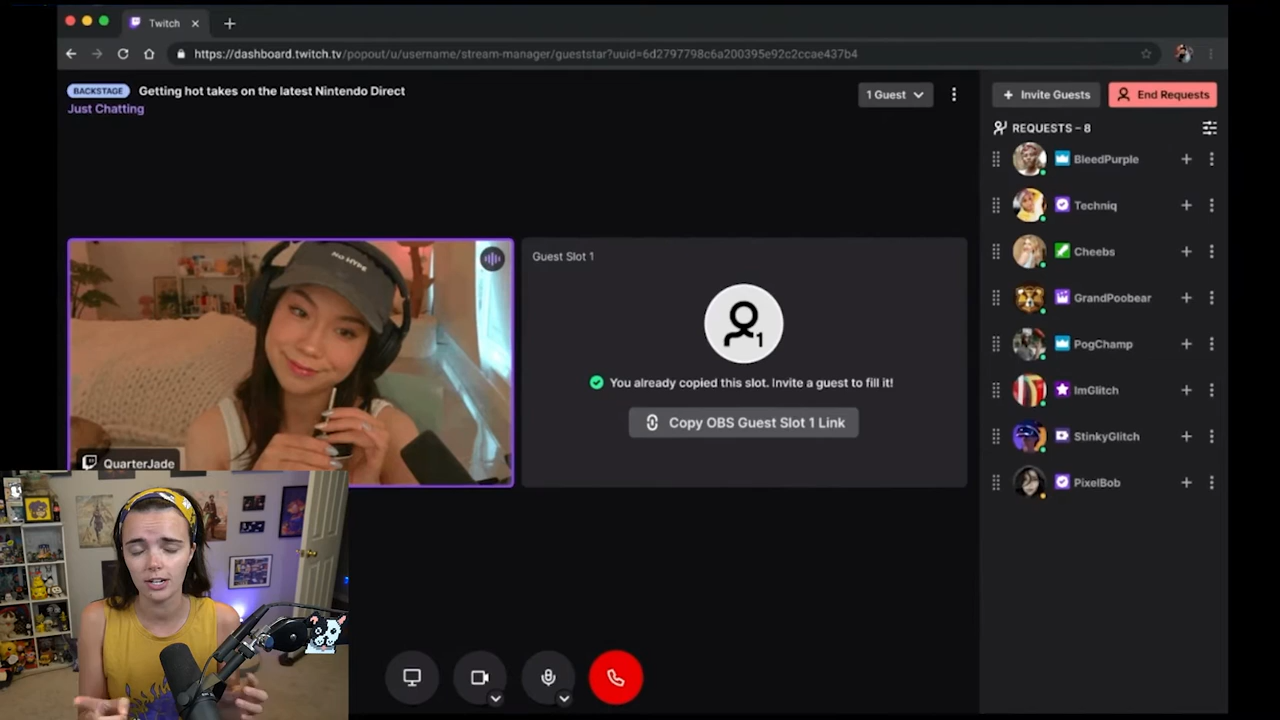 Twitch
https://dashboard.twitch.tv/popout/u/username/stream-manager/gueststar?uuid=6d2797798c6a200395e92c2ccae437b4
BACKSTAGE Getting hot takes on the latest Nintendo Direct
Just Chatting
1 Guest
Invite Guests
End Requests
REQUESTS – 8
BleedPurple
Techniq
Cheebs
GrandPoobear
PogChamp
ImGlitch
StinkyGlitch
PixelBob
NO HYPE
QuarterJade
Guest Slot 1
1
You already copied this slot. Invite a guest to fill it!
Copy OBS Guest Slot 1 Link